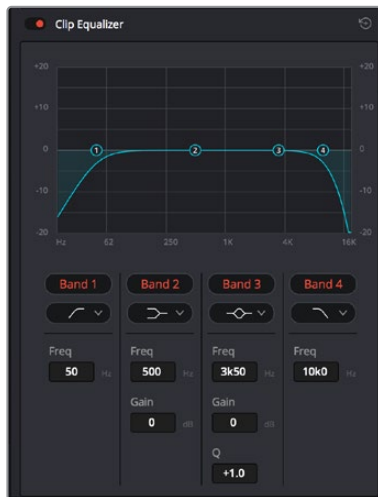 Clip Equalizer
+20 +20
+10 +10
0 0
-10 -10
-20 -20
1 2 3 4
Hz 62 250 1K 4K 16K
Band 1 Band 2 Band 3 Band 4
Freq Freq Freq Freq
50 Hz 500 Hz 3k50 Hz 10k0 Hz
Gain Gain
0 dB 0 dB
Q
+1.0